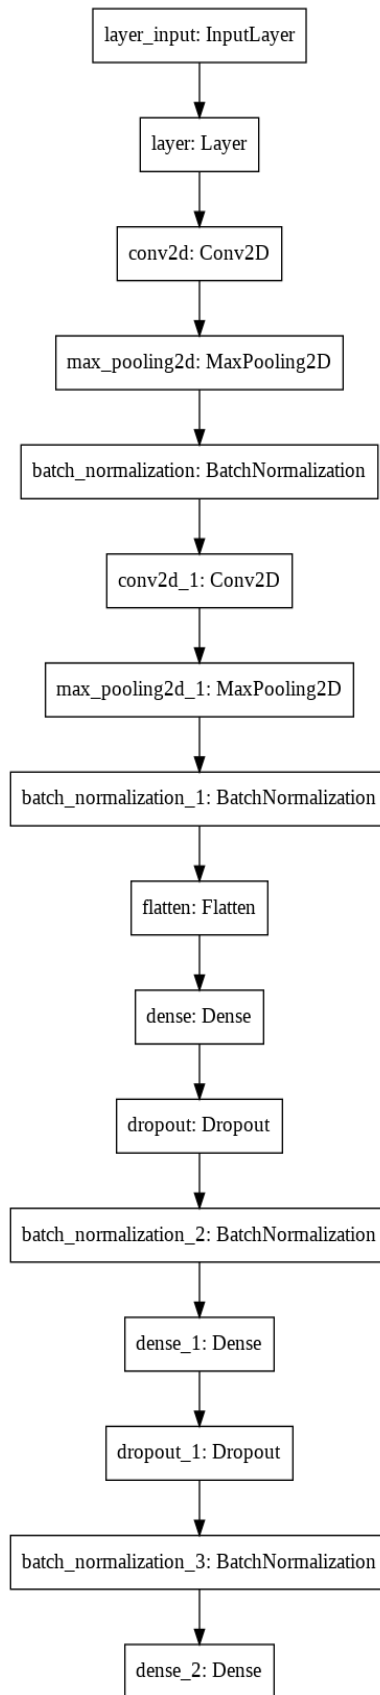 layer_input: InputLayer
layer: Layer
conv2d: Conv2D
max_pooling2d: MaxPooling2D
batch_normalization: BatchNormalization
conv2d_1: Conv2D
max_pooling2d_1: MaxPooling2D
batch_normalization_1: BatchNormalization
flatten: Flatten
dense: Dense
dropout: Dropout
batch_normalization_2: BatchNormalization
dense_1: Dense
dropout_1: Dropout
batch_normalization_3: BatchNormalization
dense_2: Dense